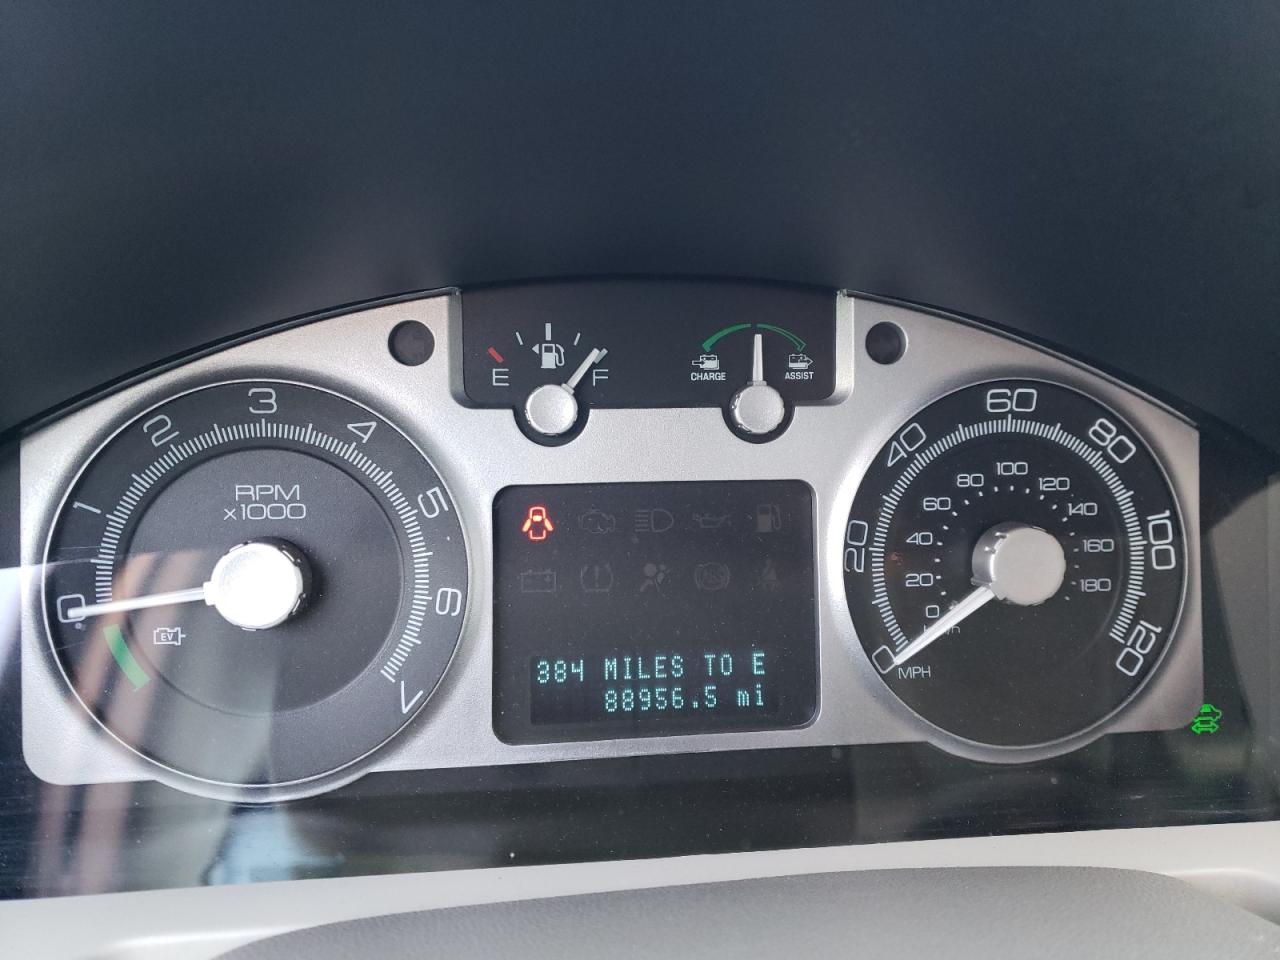 E F
CHARGE ASSIST
0 1 2 3 4 5 6 7
RPM
x1000
EV
384 MILES TO E
88956.5 mi
0 20 40 60 80 100 120
0 20 40 60 80 100 120 140 160 180
MPH